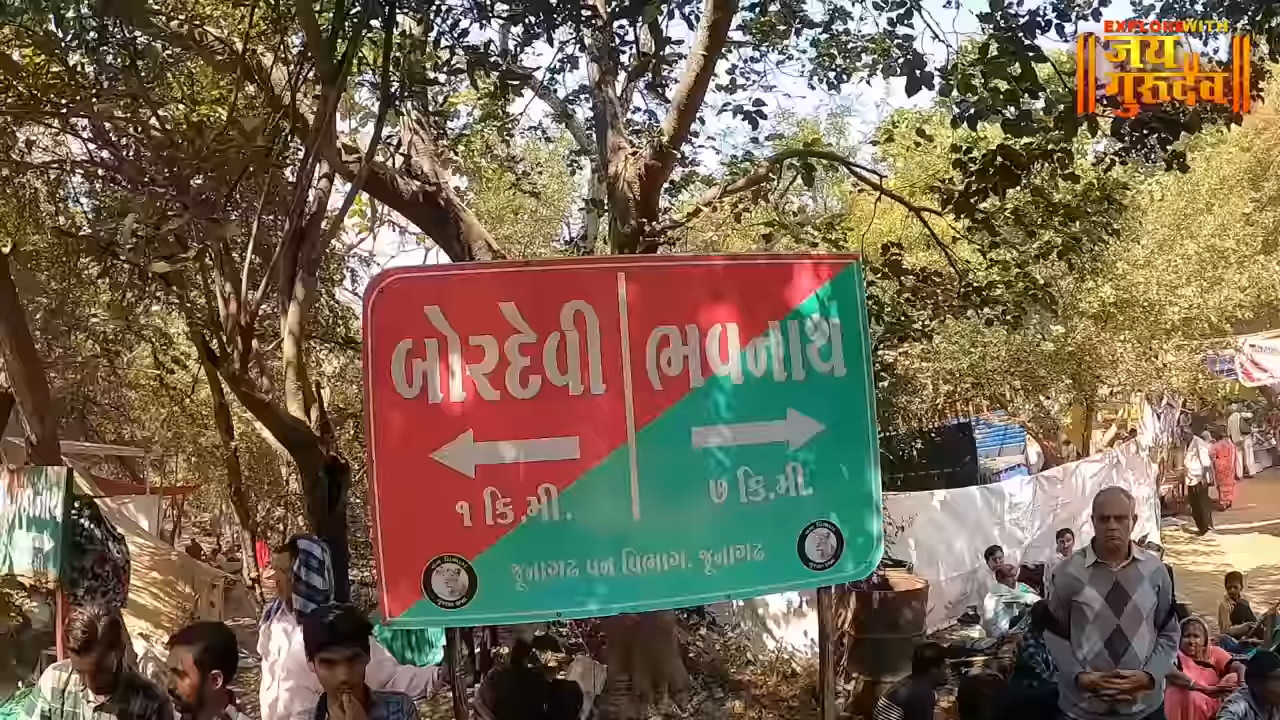 EXPLORE WITH
जय
गुरुदेव
બોરદેવી
ભવનાથ
૧ કિ.મી.
૭ કિ.મી.
જૂનાગઢ વન વિભાગ. જૂનાગઢ